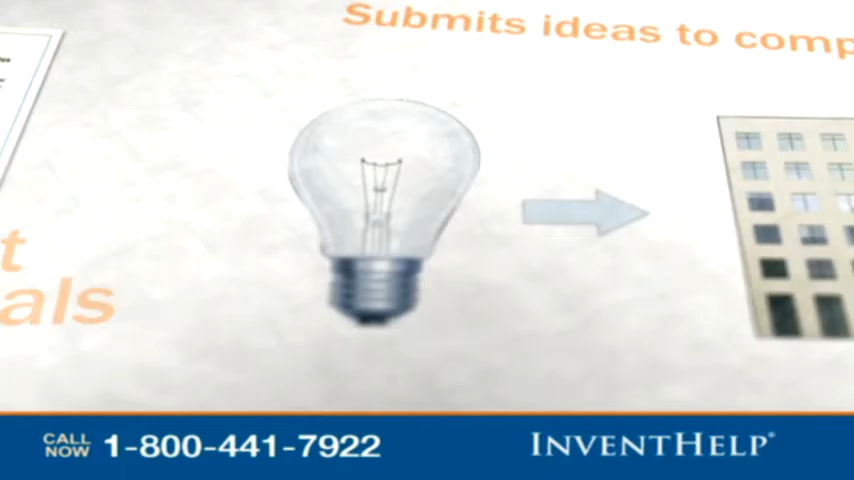 Submits ideas to comp
t
als
CALL NOW 1-800-441-7922
INVENTHELP®